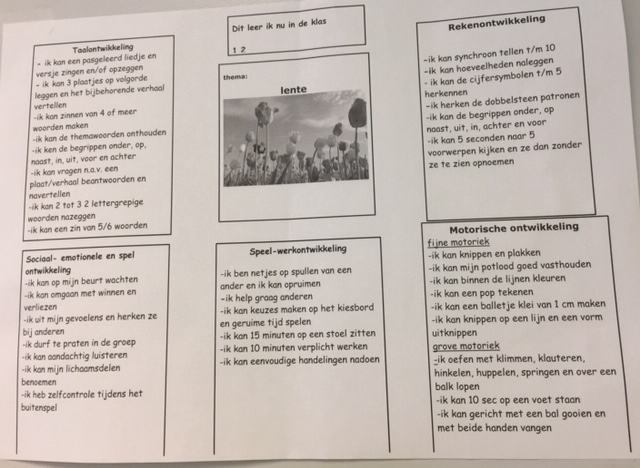 Taalontwikkeling
- ik kan een pasgeleerd liedje en
versje zingen en/of opzeggen
- ik kan 3 plaatjes op volgorde
leggen en het bijbehorende verhaal
vertellen
-ik kan zinnen van 4 of meer
woorden maken
-ik kan de themawoorden onthouden
-ik ken de begrippen onder, op,
naast, in, uit, voor en achter
-ik kan vragen n.a.v. een
plaat/verhaal beantwoorden en
navertellen
-ik kan 2 tot 3 2 lettergrepige
woorden nazeggen
-ik kan een zin van 5/6 woorden
Dit leer ik nu in de klas
1 2
thema:
lente
Rekenontwikkeling
-ik kan synchroon tellen t/m 10
-ik kan hoeveelheden naleggen
-ik kan de cijfersymbolen t/m 5
herkennen
-ik herken de dobbelsteen patronen
-ik kan de begrippen onder, op
naast, uit, in, achter en voor
-ik kan 5 seconden naar 5
voorwerpen kijken en ze dan zonder
ze te zien opnoemen
Sociaal- emotionele en spel
ontwikkeling
-ik kan op mijn beurt wachten
-ik kan omgaan met winnen en
verliezen
-ik uit mijn gevoelens en herken ze
bij anderen
-ik durf te praten in de groep
-ik kan aandachtig luisteren
-ik kan mijn lichaamsdelen
benoemen
-ik heb zelfcontrole tijdens het
buitenspel
Speel-werkontwikkeling
-ik ben netjes op spullen van een
ander en ik kan opruimen
-ik help graag anderen
-ik kan keuzes maken op het kiesbord
en geruime tijd spelen
-ik kan 15 minuten op een stoel zitten
-ik kan 10 minuten verplicht werken
-ik kan eenvoudige handelingen nadoen
Motorische ontwikkeling
fijne motoriek
-ik kan knippen en plakken
-ik kan mijn potlood goed vasthouden
-ik kan binnen de lijnen kleuren
-ik kan een pop tekenen
-ik kan een balletje klei van 1 cm maken
-ik kan knippen op een lijn en een vorm
uitknippen
grove motoriek
-ik oefen met klimmen, klauteren,
hinkelen, huppelen, springen en over een
balk lopen
-ik kan 10 sec op een voet staan
-ik kan gericht met een bal gooien en
met beide handen vangen